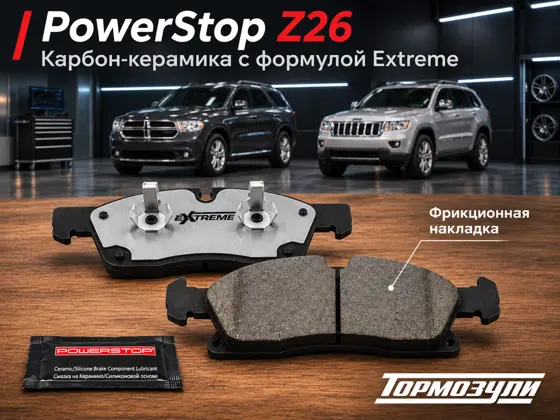 PowerStop Z26
Карбон-керамика с формулой Extreme
EXTREME
Фрикционная
накладка
POWERSTOP
Ceramic/Silicone Brake Component Lubricant
Смазка на Керамико/Силиконовой основе
ТОРМОЗУЛИ